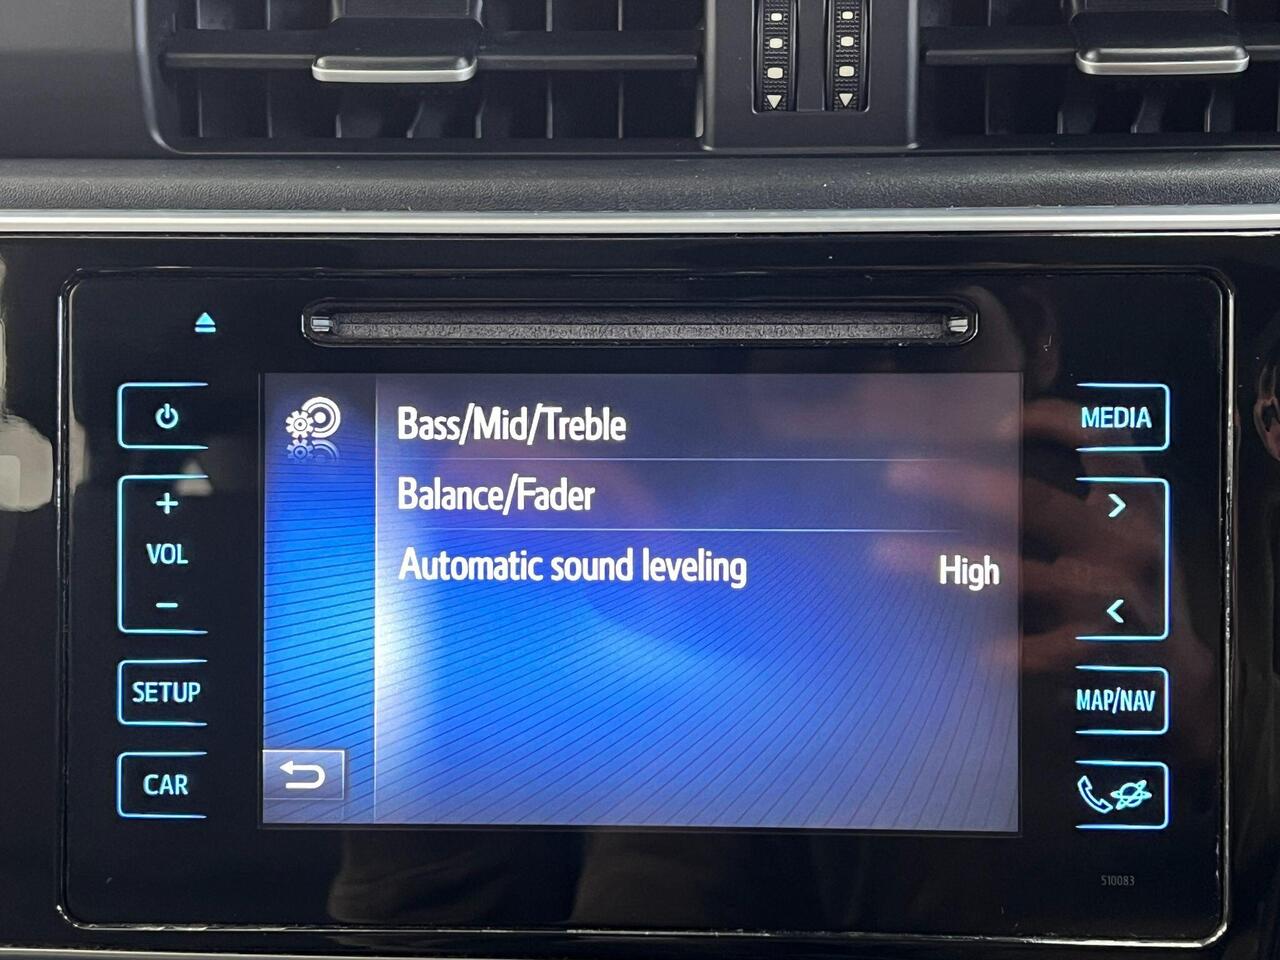 MEDIA
Bass/Mid/Treble
Balance/Fader
+
VOL
-
Automatic sound leveling High
>
<
SETUP
MAP/NAV
CAR
510083